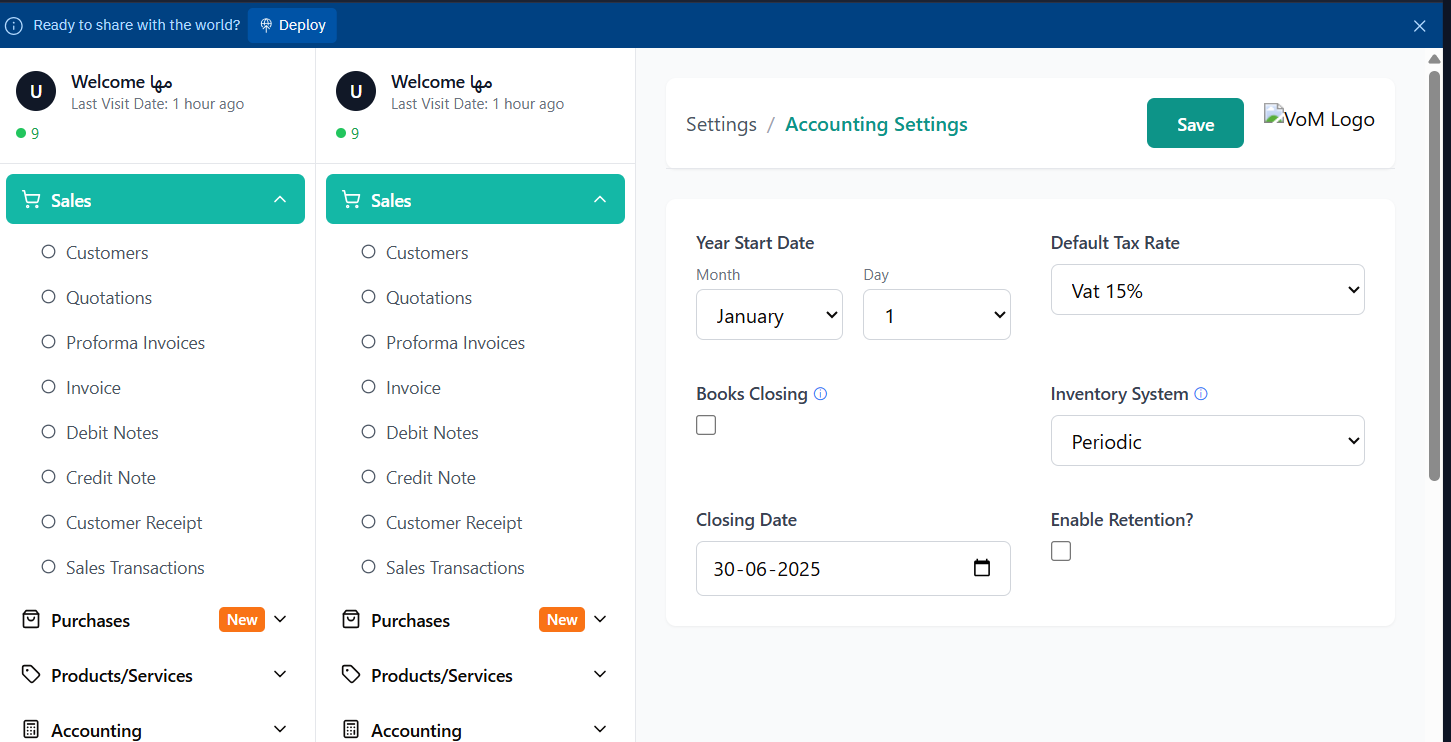 Ready to share with the world? Deploy
U
Welcome مها
Last Visit Date: 1 hour ago
9
Sales
Customers
Quotations
Proforma Invoices
Invoice
Debit Notes
Credit Note
Customer Receipt
Sales Transactions
Purchases New
Products/Services
Accounting
U
Welcome مها
Last Visit Date: 1 hour ago
9
Sales
Customers
Quotations
Proforma Invoices
Invoice
Debit Notes
Credit Note
Customer Receipt
Sales Transactions
Purchases New
Products/Services
Accounting
Settings / Accounting Settings Save VoM Logo
Year Start Date
Month Day
January 1
Default Tax Rate
Vat 15%
Books Closing
Inventory System
Periodic
Closing Date
30-06-2025
Enable Retention?